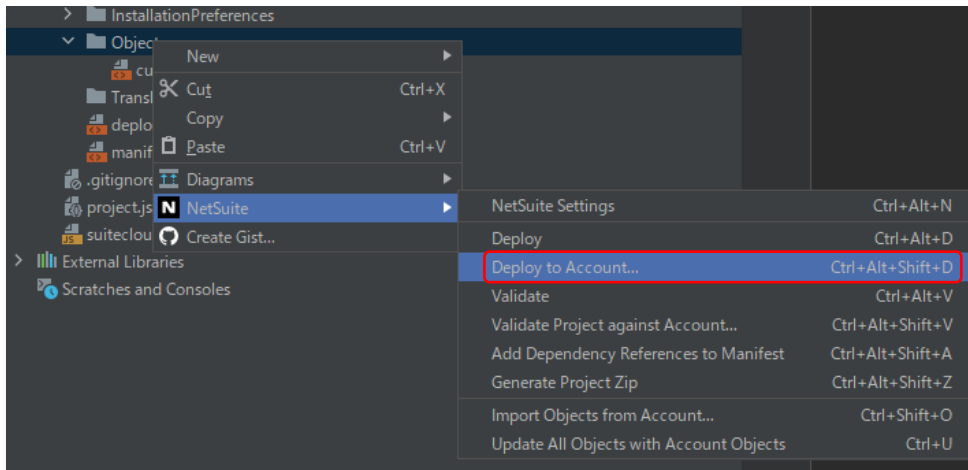 InstallationPreferences
Objec
New
cu
Cut Ctrl+X
Transl
Copy
deplo
Paste Ctrl+V
manif
.gitignore
Diagrams
project.js
NetSuite
NetSuite Settings Ctrl+Alt+N
suiteclou
Create Gist...
Deploy Ctrl+Alt+D
External Libraries
Deploy to Account... Ctrl+Alt+Shift+D
Scratches and Consoles
Validate Ctrl+Alt+V
Validate Project against Account... Ctrl+Alt+Shift+V
Add Dependency References to Manifest Ctrl+Alt+Shift+A
Generate Project Zip Ctrl+Alt+Shift+Z
Import Objects from Account... Ctrl+Shift+O
Update All Objects with Account Objects Ctrl+U